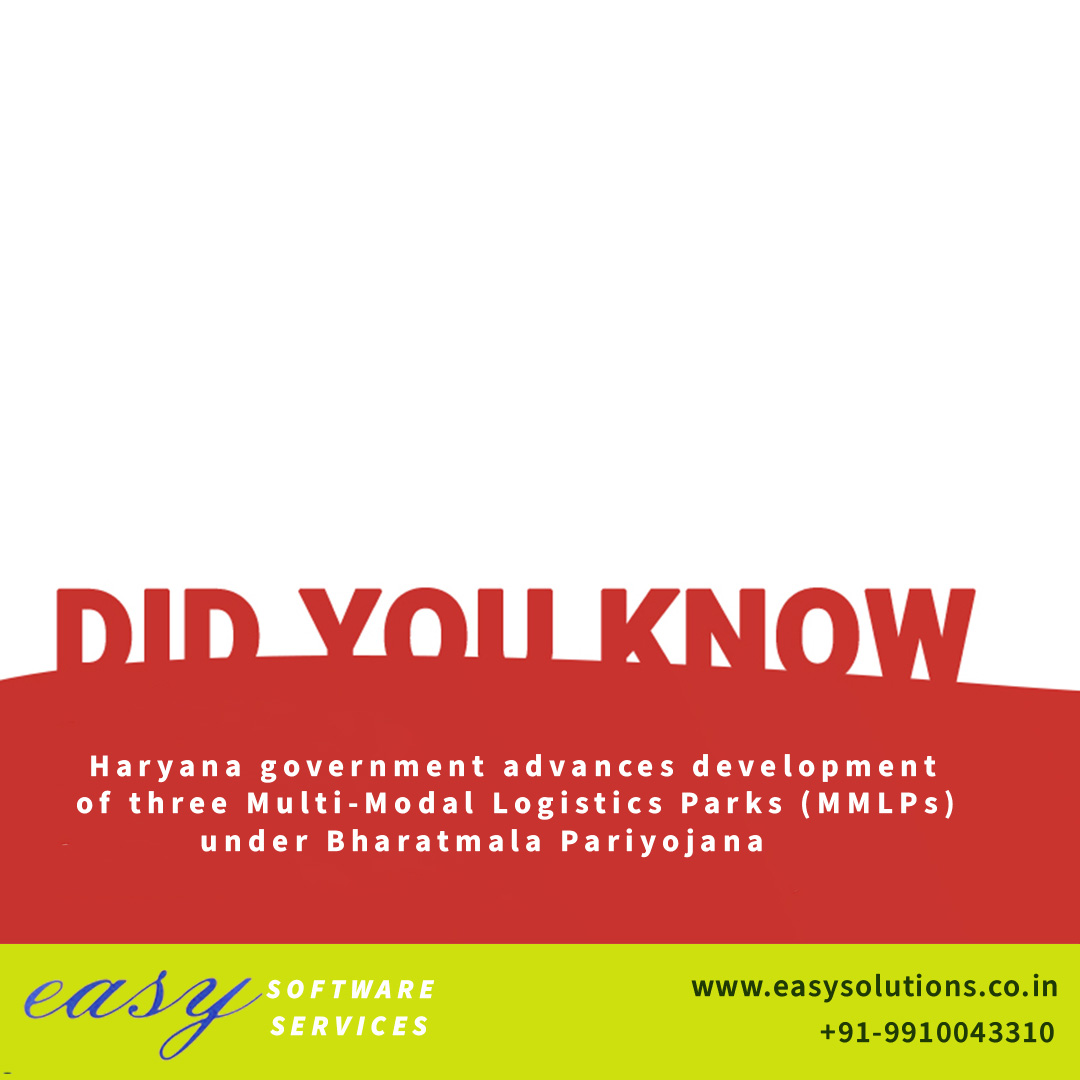 DID YOU KNOW
Haryana government advances development
of three Multi-Modal Logistics Parks (MMLPs)
under Bharatmala Pariyojana
easy SOFTWARE
SERVICES
www.easysolutions.co.in
+91-9910043310